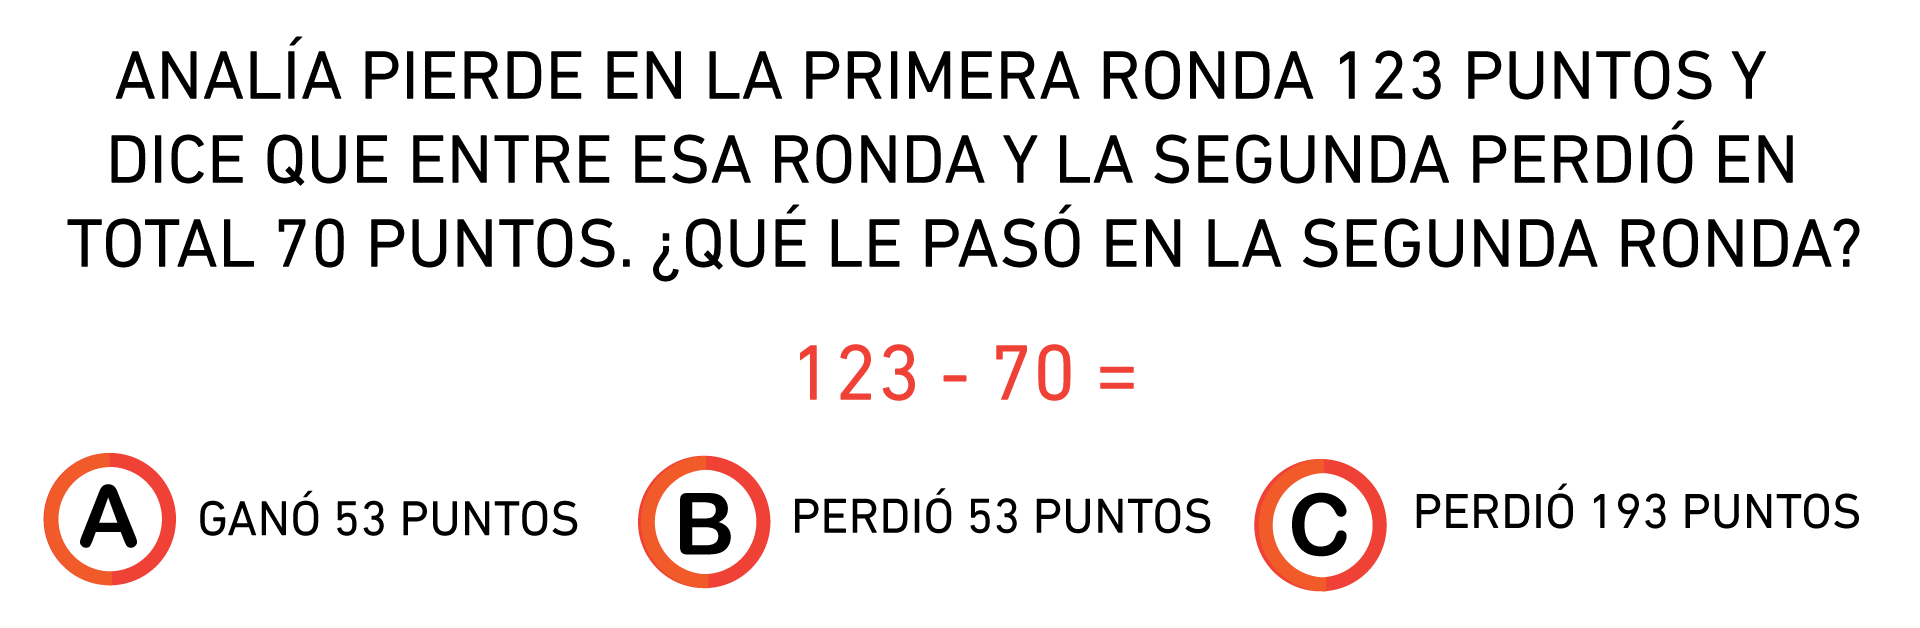 ANALÍA PIERDE EN LA PRIMERA RONDA 123 PUNTOS Y
DICE QUE ENTRE ESA RONDA Y LA SEGUNDA PERDIÓ EN
TOTAL 70 PUNTOS. ¿QUÉ LE PASÓ EN LA SEGUNDA RONDA?
123 - 70 =
A GANÓ 53 PUNTOS
B PERDIÓ 53 PUNTOS
C PERDIÓ 193 PUNTOS